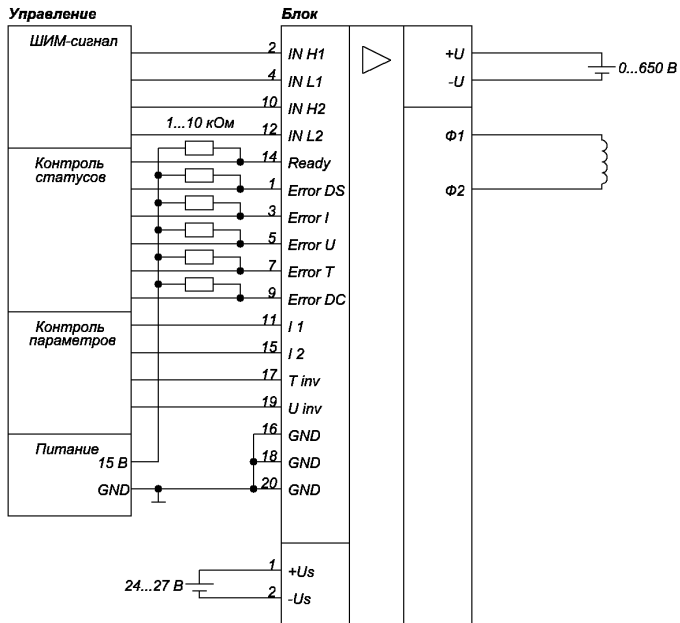 Управление
Блок
ШИМ-сигнал
2 IN H1
+U
0...650 В
4 IN L1
-U
10 IN H2
1...10 кОм
12 IN L2
Ф1
Контроль
статусов
14 Ready
1 Error DS
Ф2
3 Error I
5 Error U
7 Error T
9 Error DC
Контроль
параметров
11 I 1
15 I 2
17 T inv
19 U inv
16 GND
Питание
15 В
18 GND
GND
20 GND
24...27 В
1 +Us
2 -Us